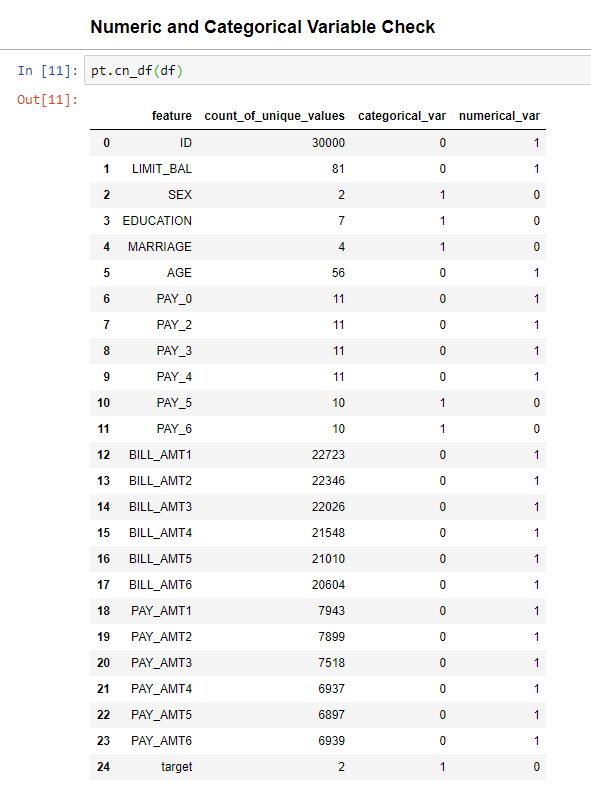 Numeric and Categorical Variable Check
In [11]: pt.cn_df(df)
Out[11]:
feature count_of_unique_values categorical_var numerical_var
0 ID 30000 0 1
1 LIMIT_BAL 81 0 1
2 SEX 2 1 0
3 EDUCATION 7 1 0
4 MARRIAGE 4 1 0
5 AGE 56 0 1
6 PAY_0 11 0 1
7 PAY_2 11 0 1
8 PAY_3 11 0 1
9 PAY_4 11 0 1
10 PAY_5 10 1 0
11 PAY_6 10 1 0
12 BILL_AMT1 22723 0 1
13 BILL_AMT2 22346 0 1
14 BILL_AMT3 22026 0 1
15 BILL_AMT4 21548 0 1
16 BILL_AMT5 21010 0 1
17 BILL_AMT6 20604 0 1
18 PAY_AMT1 7943 0 1
19 PAY_AMT2 7899 0 1
20 PAY_AMT3 7518 0 1
21 PAY_AMT4 6937 0 1
22 PAY_AMT5 6897 0 1
23 PAY_AMT6 6939 0 1
24 target 2 1 0